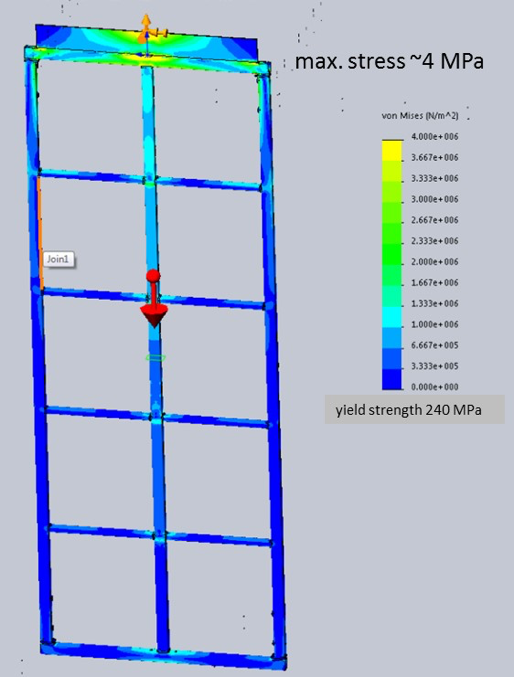 max. stress ~4 MPa
von Mises (N/m^2)
4.000e+006
3.667e+006
3.333e+006
3.000e+006
2.667e+006
2.333e+006
2.000e+006
1.667e+006
1.333e+006
1.000e+006
6.667e+005
3.333e+005
0.000e+000
Join1
yield strength 240 MPa